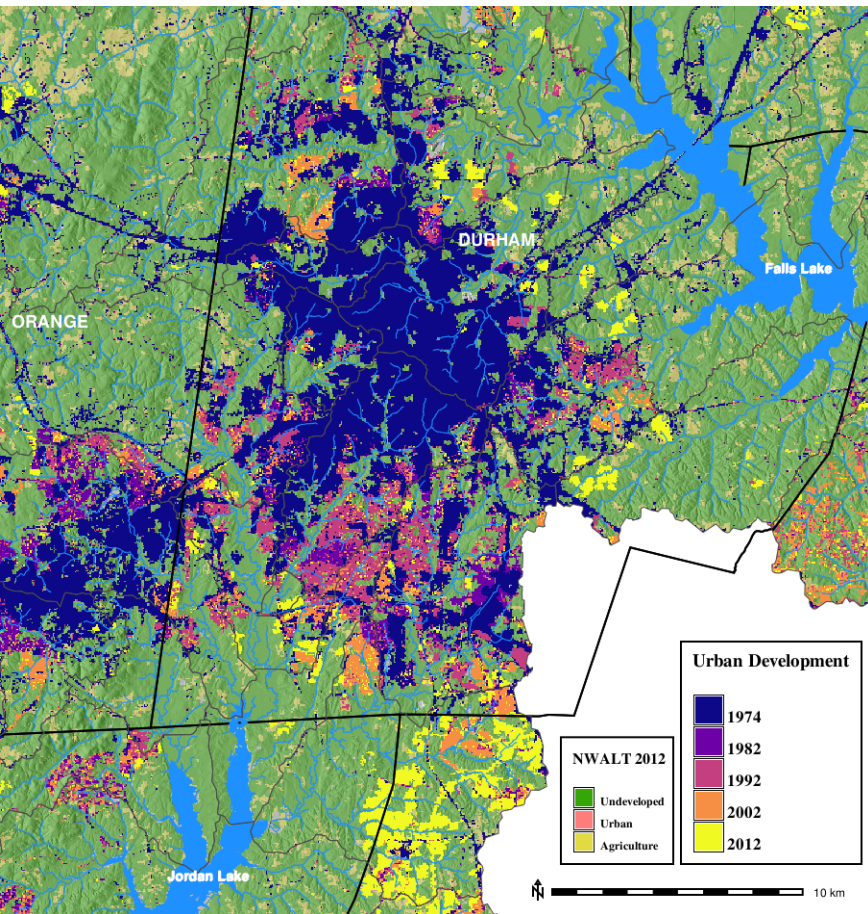 DURHAM
Falls Lake
ORANGE
Jordan Lake
Urban Development
1974
1982
1992
2002
2012
NWALT 2012
Undeveloped
Urban
Agriculture
N
10 km